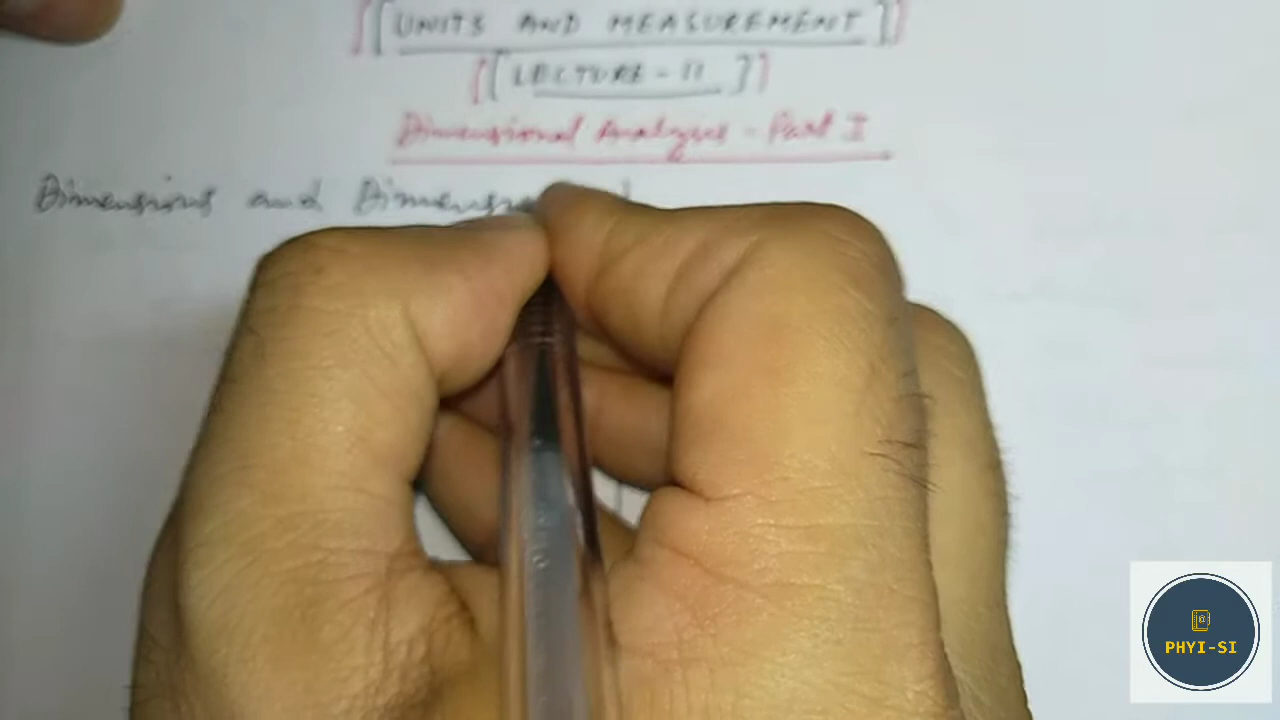 [[UNITS AND MEASUREMENT]]
[[LECTURE - II]]
Dimensional Analysis - Part I
Dimensions and
PHYI-SI